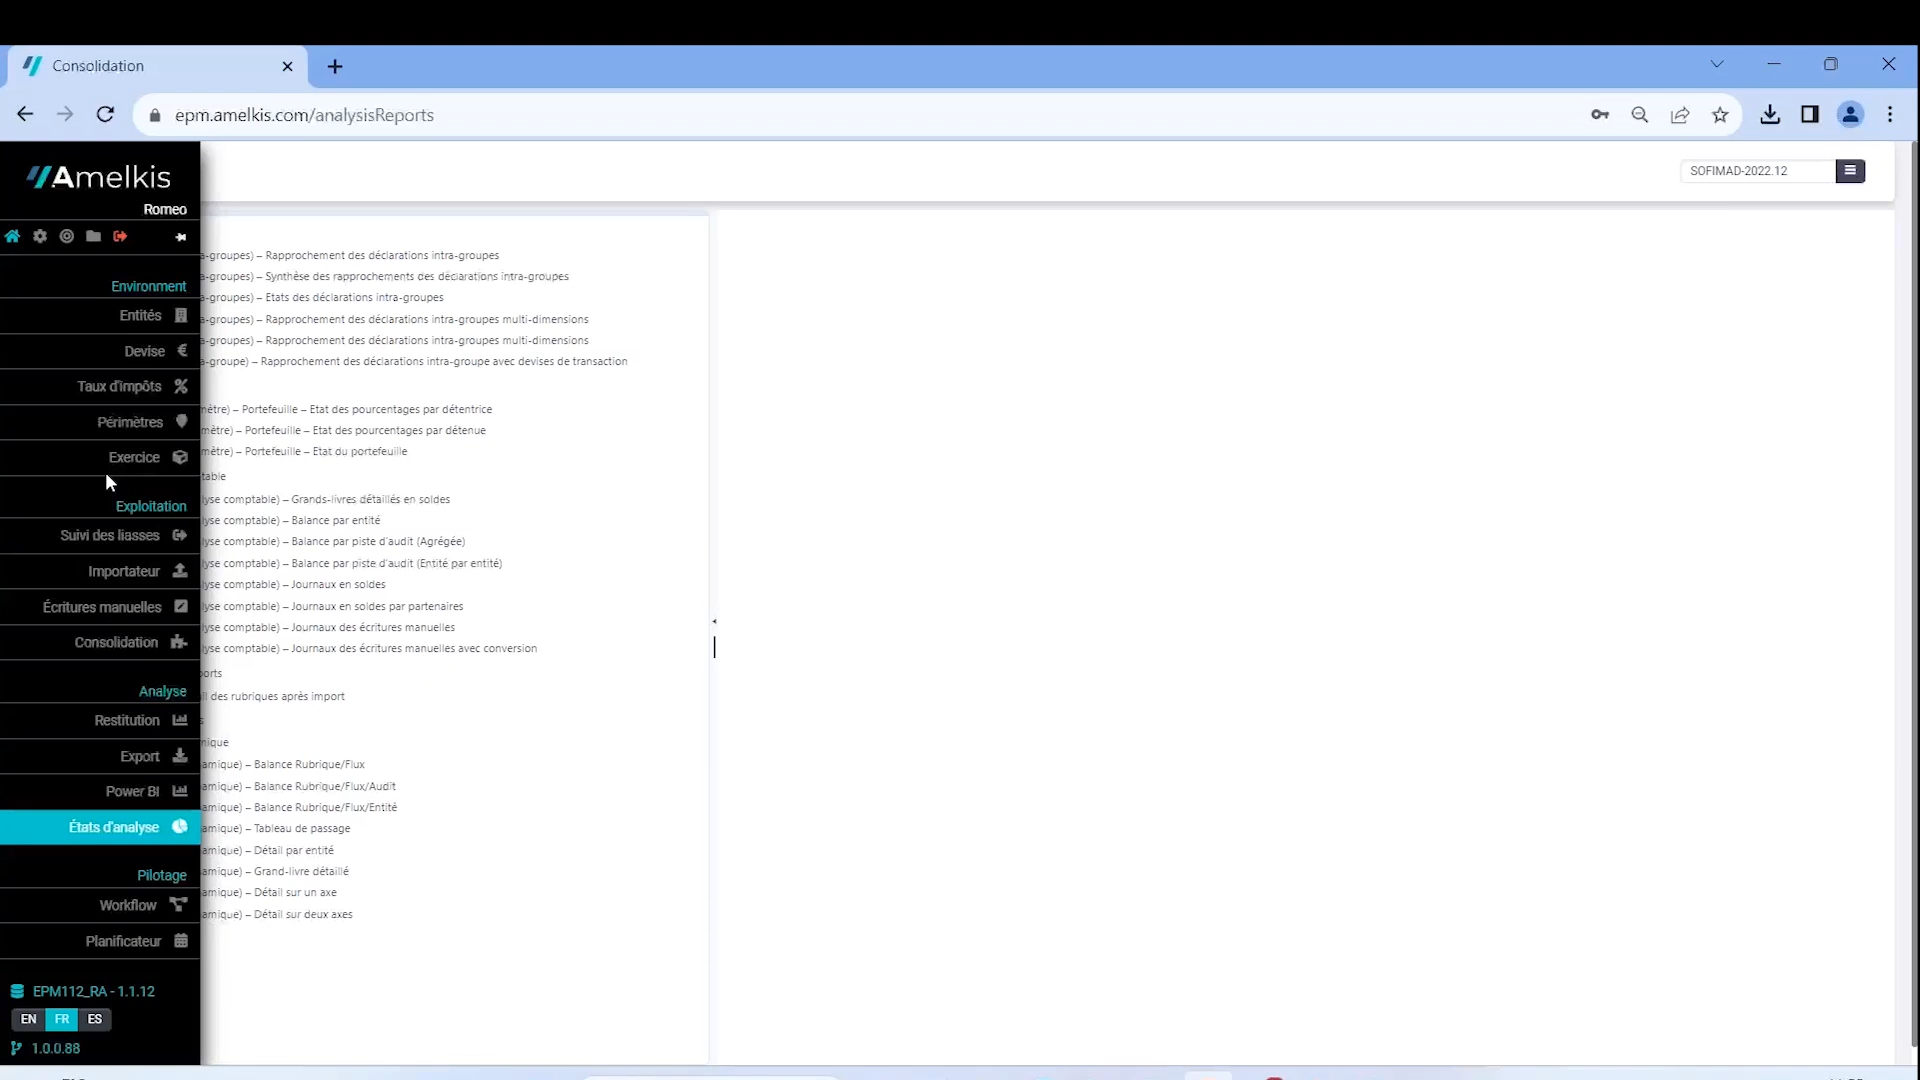 Consolidation
epm.amelkis.com/analysisReports
Amelkis
Romeo
SOFIMAD-2022.12
Environment
Entités
Devise
Taux d'impôts
Périmètres
Exercice
Exploitation
Suivi des liasses
Importateur
Écritures manuelles
Consolidation
Analyse
Restitution
Export
Power BI
États d'analyse
Pilotage
Workflow
Planificateur
EPM112_RA - 1.1.12
EN FR ES
1.0.0.88
a-groupes) – Rapprochement des déclarations intra-groupes
a-groupes) – Synthèse des rapprochements des déclarations intra-groupes
a-groupes) – Etats des déclarations intra-groupes
a-groupes) – Rapprochement des déclarations intra-groupes multi-dimensions
a-groupes) – Rapprochement des déclarations intra-groupes multi-dimensions
a-groupe) – Rapprochement des déclarations intra-groupe avec devises de transaction
mètre) – Portefeuille – Etat des pourcentages par détentrice
mètre) – Portefeuille – Etat des pourcentages par détenue
mètre) – Portefeuille – Etat du portefeuille
table
lyse comptable) – Grands-livres détaillés en soldes
lyse comptable) – Balance par entité
lyse comptable) – Balance par piste d'audit (Agrégée)
lyse comptable) – Balance par piste d'audit (Entité par entité)
lyse comptable) – Journaux en soldes
lyse comptable) – Journaux en soldes par partenaires
lyse comptable) – Journaux des écritures manuelles
lyse comptable) – Journaux des écritures manuelles avec conversion
ports
il des rubriques après import
s
mique
amique) – Balance Rubrique/Flux
amique) – Balance Rubrique/Flux/Audit
amique) – Balance Rubrique/Flux/Entité
amique) – Tableau de passage
amique) – Détail par entité
amique) – Grand-livre détaillé
amique) – Détail sur un axe
amique) – Détail sur deux axes